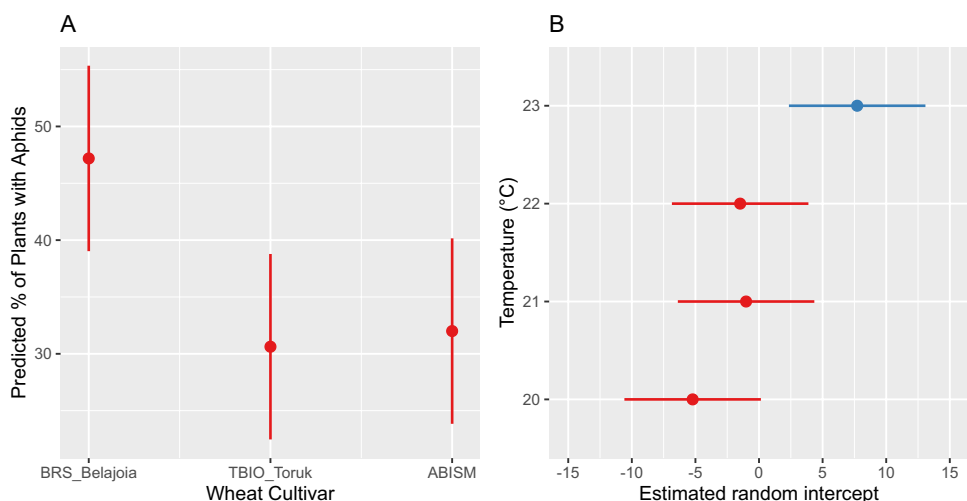 A
Predicted % of Plants with Aphids
50
40
30
BRS_Belajoia
TBIO_Toruk
ABISM
Wheat Cultivar
B
Temperature (°C)
23
22
21
20
-15
-10
-5
0
5
10
15
Estimated random intercept